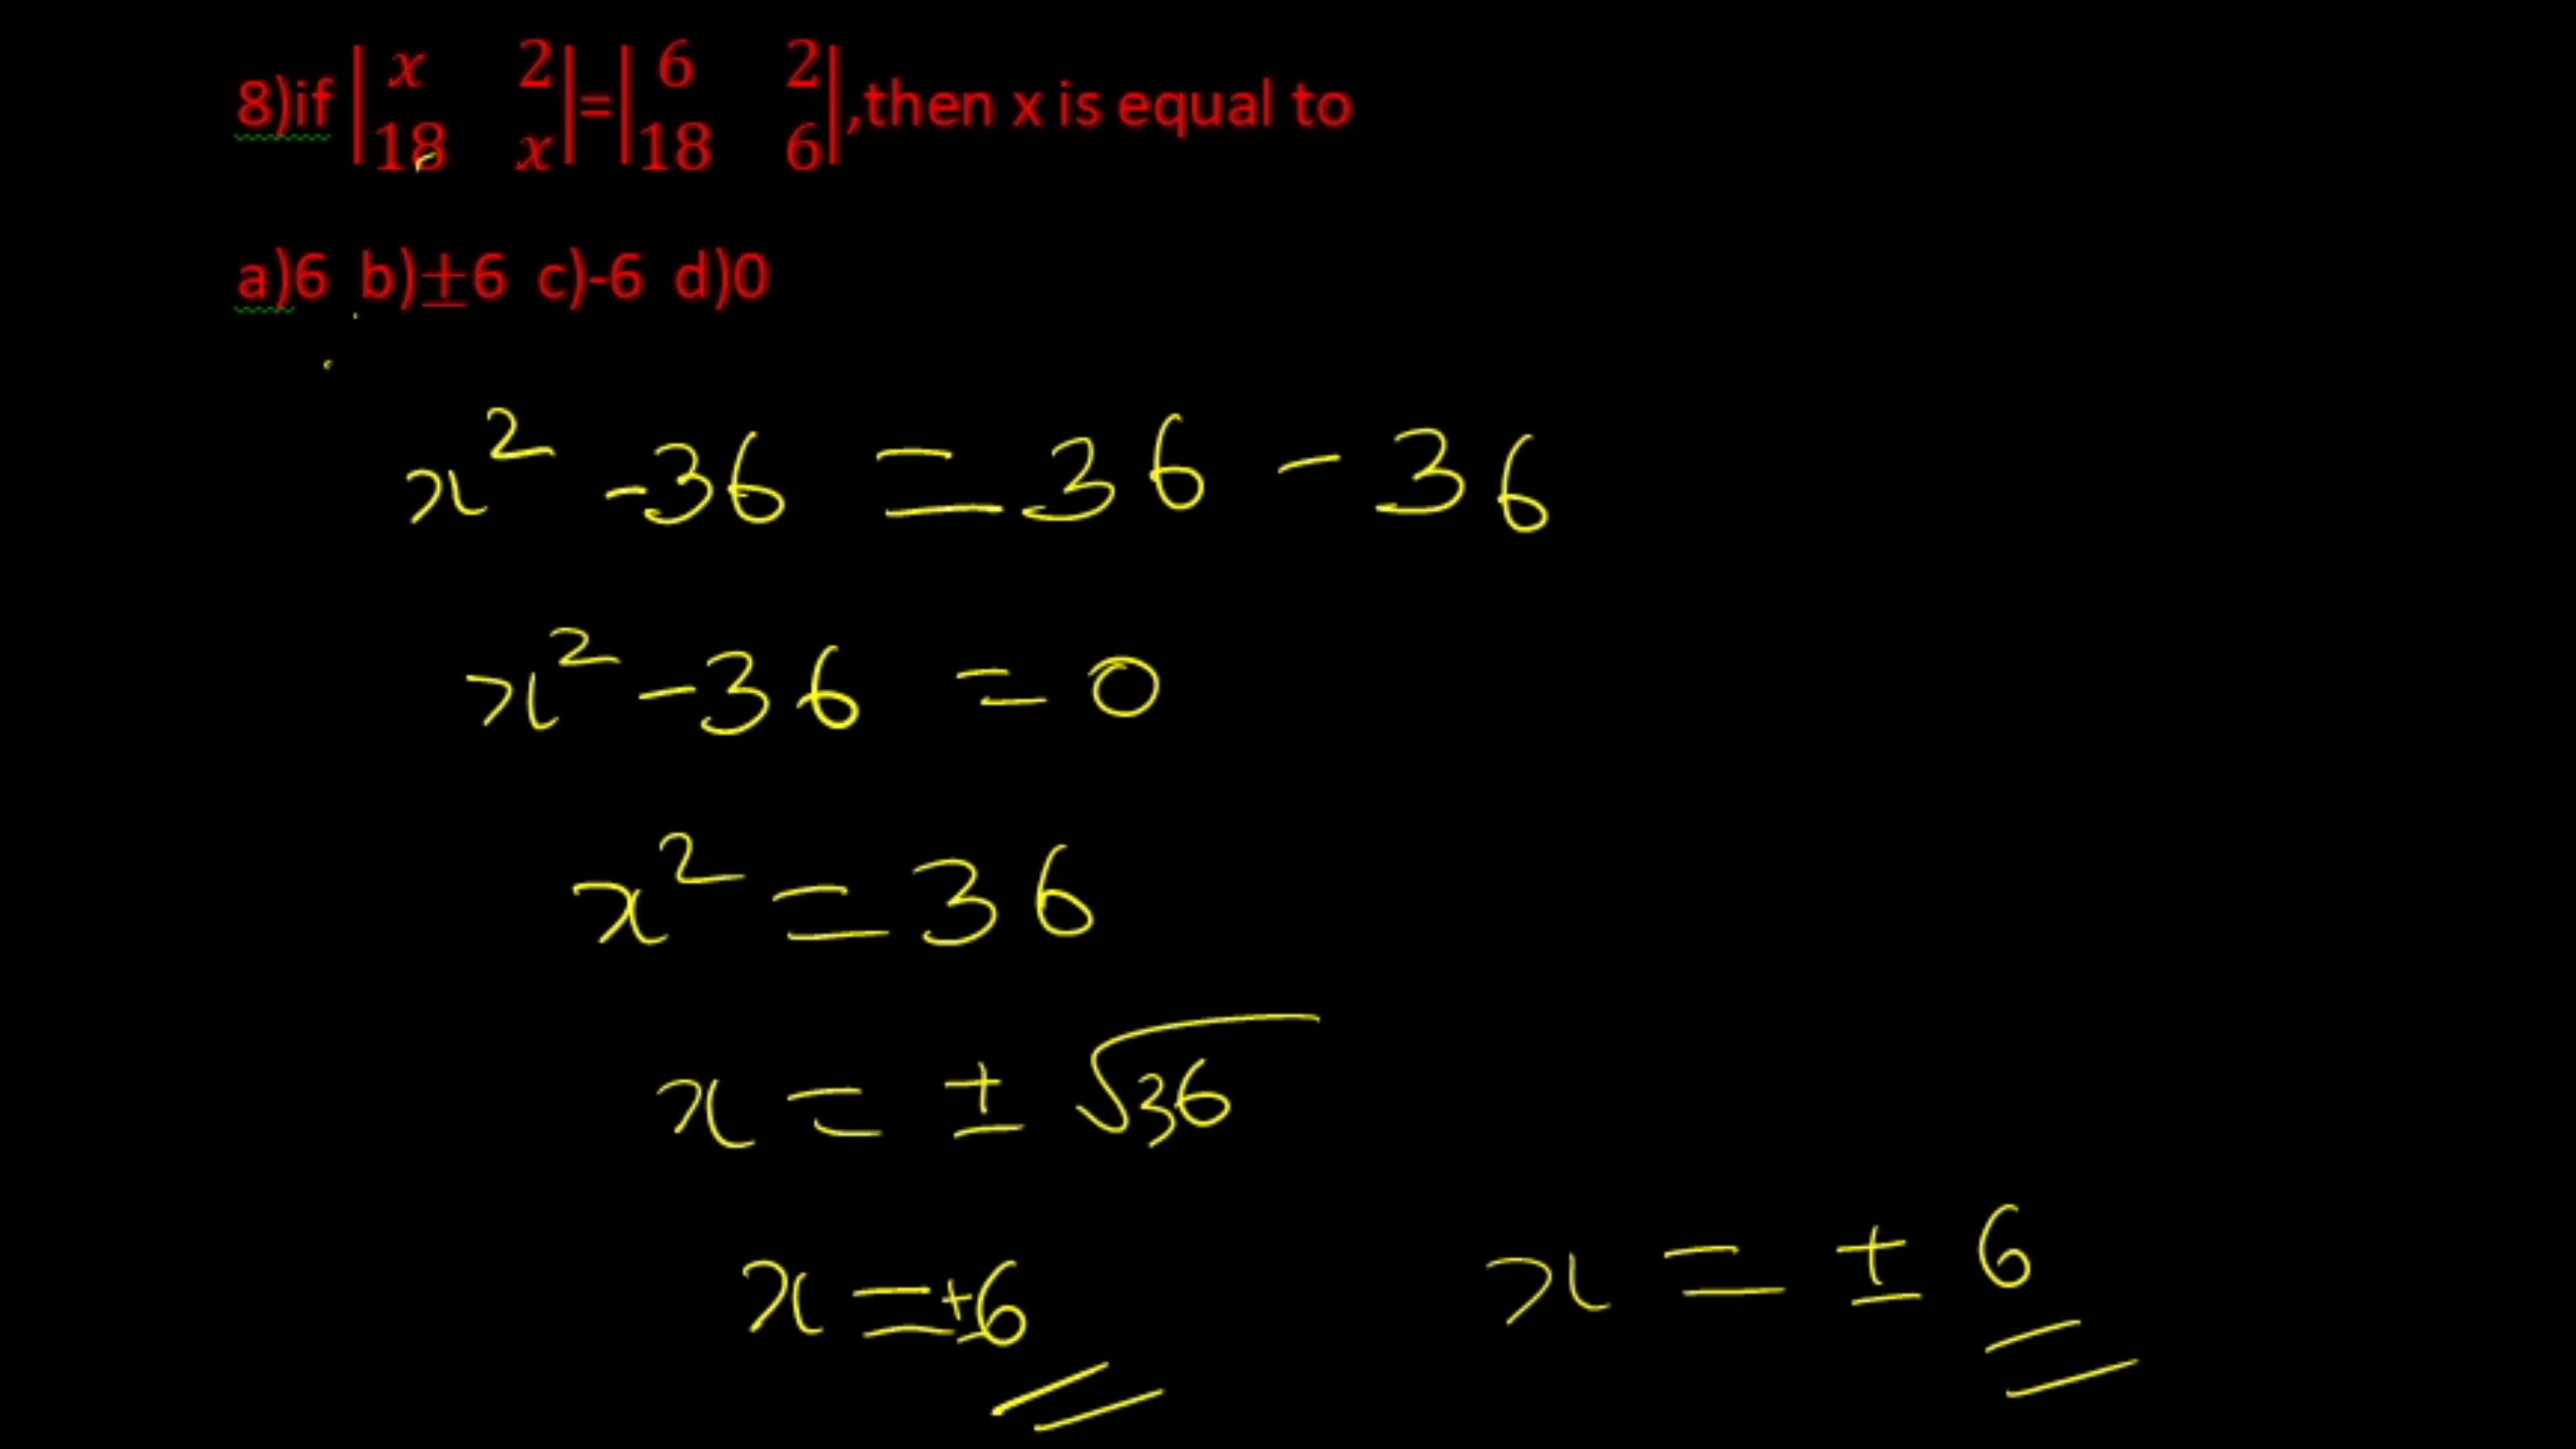 8)if |x 2
18 x|=|6 2
18 6|,then x is equal to
a)6 b)±6 c)-6 d)0
x² -36 = 36 - 36
x² - 36 = 0
x² = 36
x = ± √36
x = ±6
x = ± 6